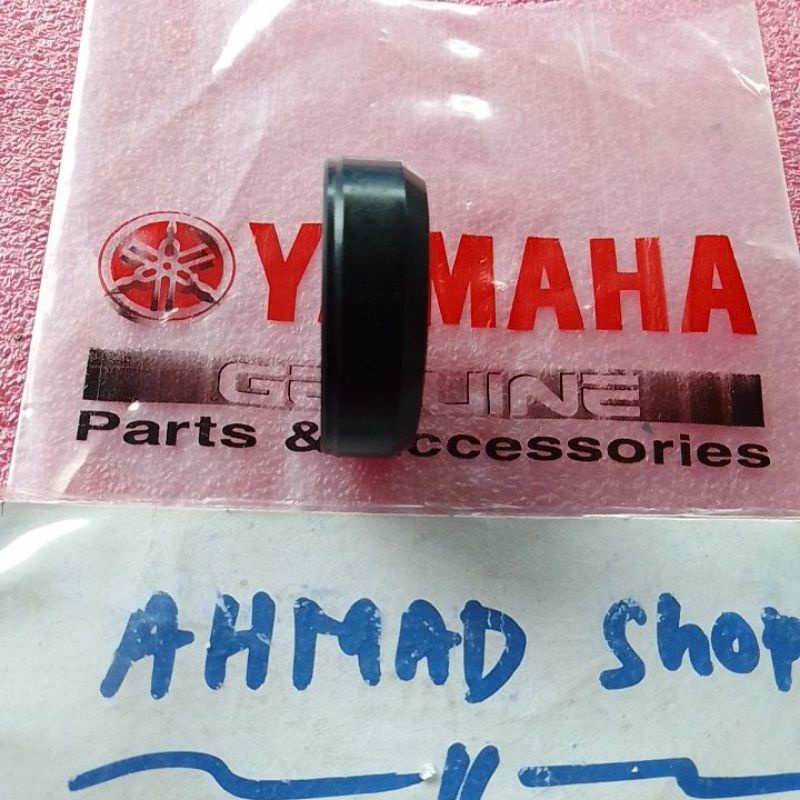 YAMAHA
GENUINE
Parts & Accessories
AHMAD Shop